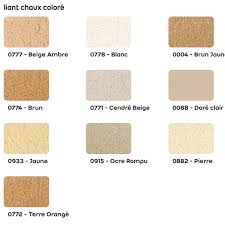 liant chaux coloré
0777 - Beige Ambre
0778 - Blanc
0004 - Brun Jaun
0774 - Brun
0771 - Cendré Beige
0088 - Doré clair
0933 - Jaune
0915 - Ocre Rompu
0882 - Pierre
0772 - Terre Orangé